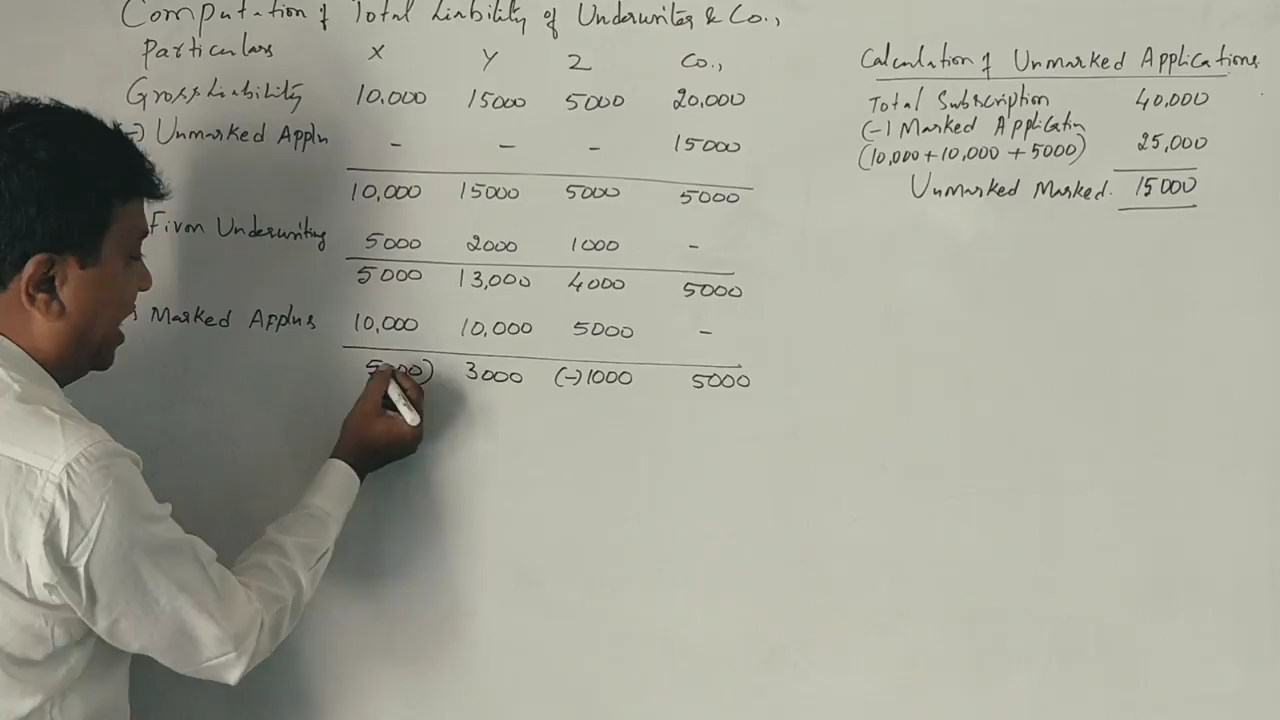 Computation of Total Liability of Underwriter & Co.,
Particulars X Y Z Co.,
Gross Liability 10,000 15000 5000 20,000
(-) Unmarked Appln - - - 15000
10,000 15000 5000 5000
Firm Underwriting 5000 2000 1000 -
5000 13,000 4000 5000
Marked Applns 10,000 10,000 5000 -
5000) 3000 (-) 1000 5000
Calculation of Unmarked Applications
Total Subscription 40,000
(-) Marked Application
(10,000+10,000+5000) 25,000
Unmarked Marked. 15000